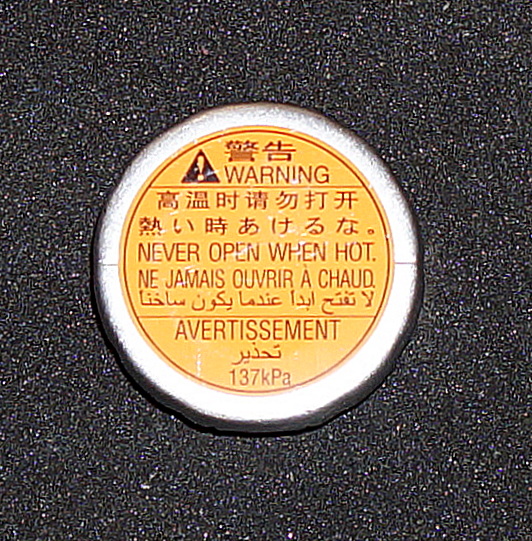 警告
WARNING
高温时请勿打开
熱い時あけるな。
NEVER OPEN WHEN HOT.
NE JAMAIS OUVRIR À CHAUD.
لا تفتح ابدا عندما يكون ساخنا
AVERTISSEMENT
تحذير
137kPa